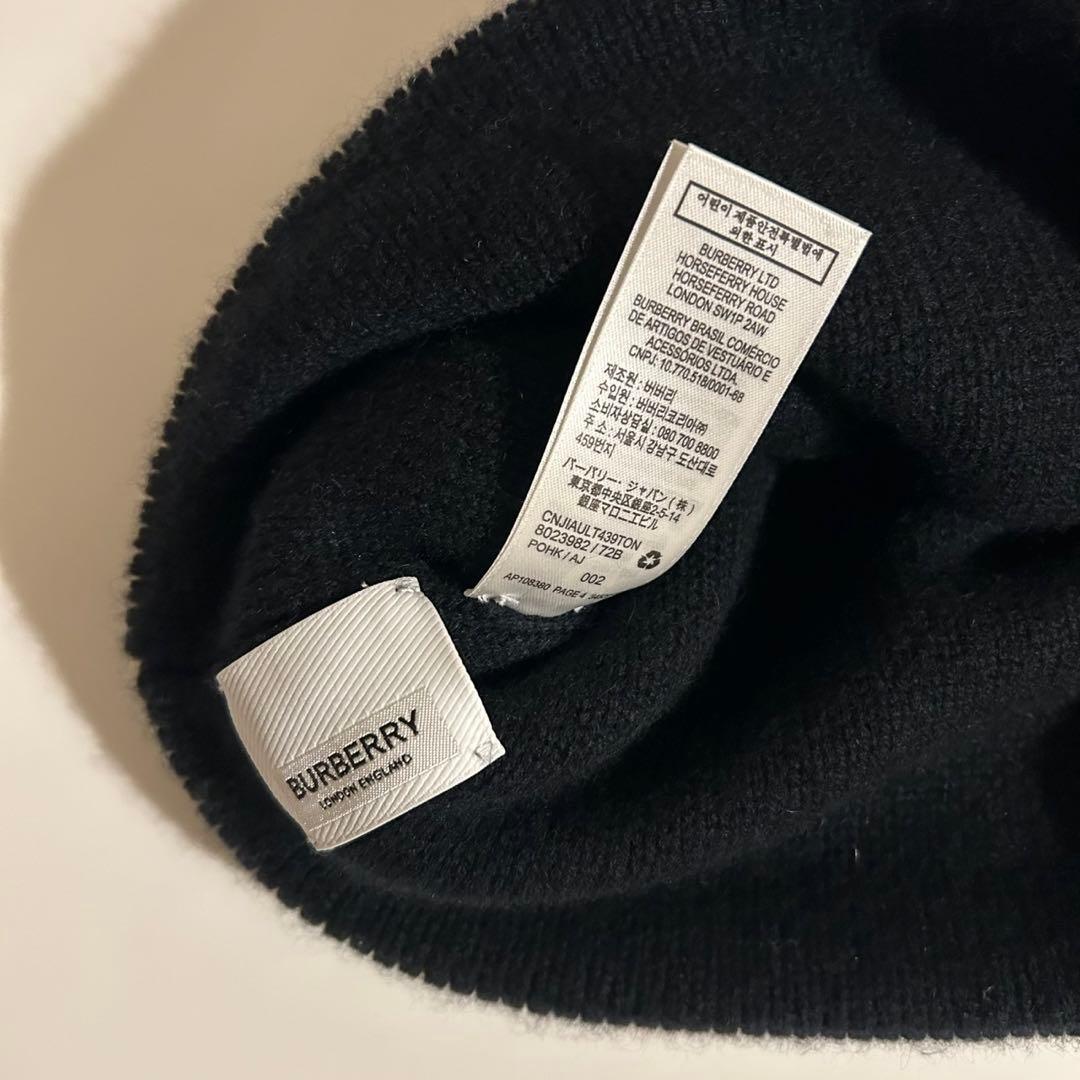 어린이 제품안전특별법에
의한 표시
BURBERRY LTD
HORSEFERRY HOUSE
HORSEFERRY ROAD
LONDON SW1P 2AW
BURBERRY BRASIL COMÉRCIO
DE ARTIGOS DE VESTUÁRIO E
ACESSÓRIOS LTDA.
CNPJ: 10.770.518/0001-68
제조원 : 버버리
수입원 : 버버리코리아㈜
소비자상담실 : 080 700 8800
주 소 : 서울시 강남구 도산대로
459번지
バーバリー・ジャパン(株)
東京都中央区銀座2-5-14
銀座マロニエビル
CNJIAULT439TON
8023982 / 72B
POHK / AJ
002
AP108380 PAGE 4
BURBERRY
LONDON ENGLAND